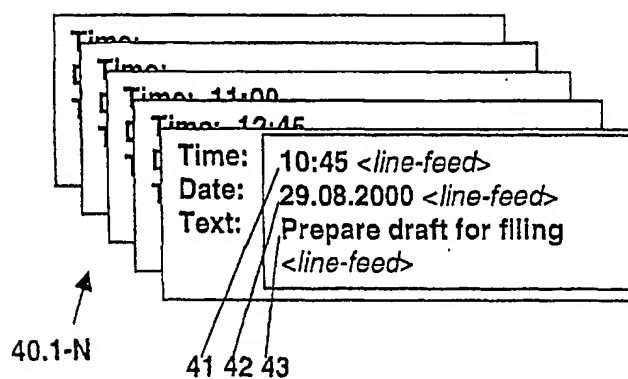 Time:
Time:
Time: 11:00
Time: 12:45
Time: 10:45 <line-feed>
Date: 29.08.2000 <line-feed>
Text: Prepare draft for filing
<line-feed>
40.1-N
41 42 43